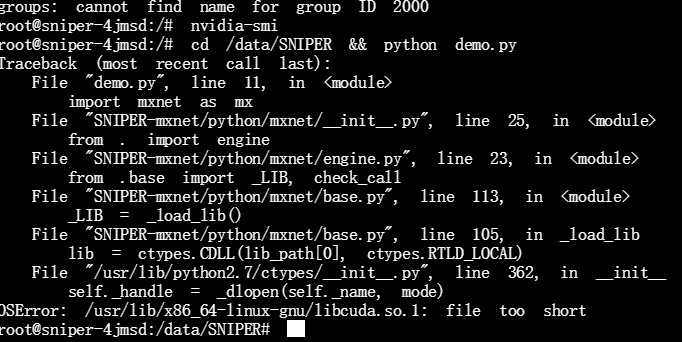 groups: cannot find name for group ID 2000
root@sniper-4jmsd:/# nvidia-smi
root@sniper-4jmsd:/# cd /data/SNIPER && python demo.py
Traceback (most recent call last):
File "demo.py", line 11, in <module>
import mxnet as mx
File "SNIPER-mxnet/python/mxnet/__init__.py", line 25, in <module>
from . import engine
File "SNIPER-mxnet/python/mxnet/engine.py", line 23, in <module>
from .base import _LIB, check_call
File "SNIPER-mxnet/python/mxnet/base.py", line 113, in <module>
_LIB = _load_lib()
File "SNIPER-mxnet/python/mxnet/base.py", line 105, in _load_lib
lib = ctypes.CDLL(lib_path[0], ctypes.RTLD_LOCAL)
File "/usr/lib/python2.7/ctypes/__init__.py", line 362, in __init__
self._handle = _dlopen(self._name, mode)
OSError: /usr/lib/x86_64-linux-gnu/libcuda.so.1: file too short
root@sniper-4jmsd:/data/SNIPER#